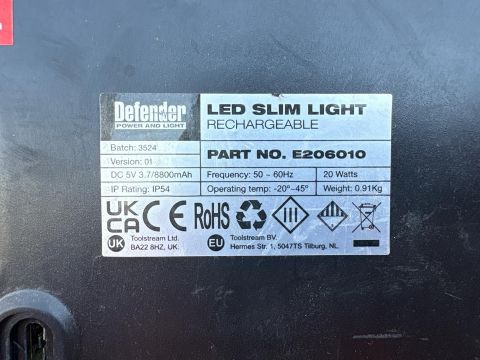 Defender
POWER AND LIGHT
LED SLIM LIGHT
RECHARGEABLE
Batch: 3524
Version: 01
PART NO. E206010
DC 5V 3.7/8800mAh
Frequency: 50 ~ 60Hz
20 Watts
IP Rating: IP54
Operating temp: -20°~45°
Weight: 0.91Kg
UK
CA
CE
RoHS
UK
Toolstream Ltd.
BA22 8HZ, UK.
EU
Toolstream BV.
Hermes Str. 1, 5047TS Tilburg, NL.